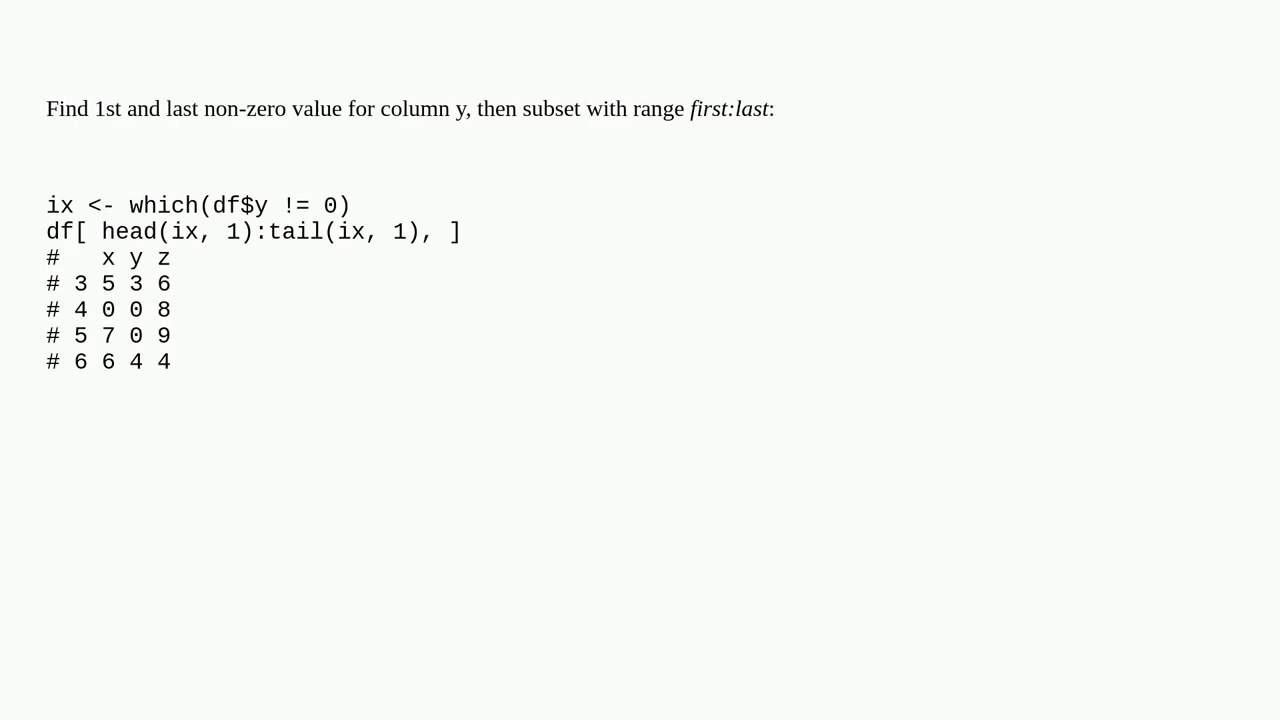 Find 1st and last non-zero value for column y, then subset with range first:last:
ix <- which(df$y != 0)
df[ head(ix, 1):tail(ix, 1), ]
#   x y z
# 3 5 3 6
# 4 0 0 8
# 5 7 0 9
# 6 6 4 4